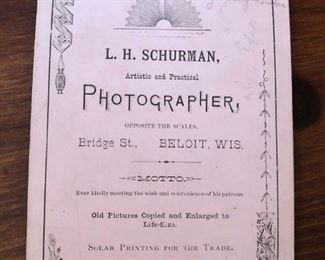 L. H. SCHURMAN,
Artistic and Practical
PHOTOGRAPHER,
OPPOSITE THE SCALES,
Bridge St., BELOIT, WIS.
MOTTO.
Ever kindly meeting the wish and convenience of his patrons.
Old Pictures Copied and Enlarged to
Life-Size.
SOLAR PRINTING FOR THE TRADE.